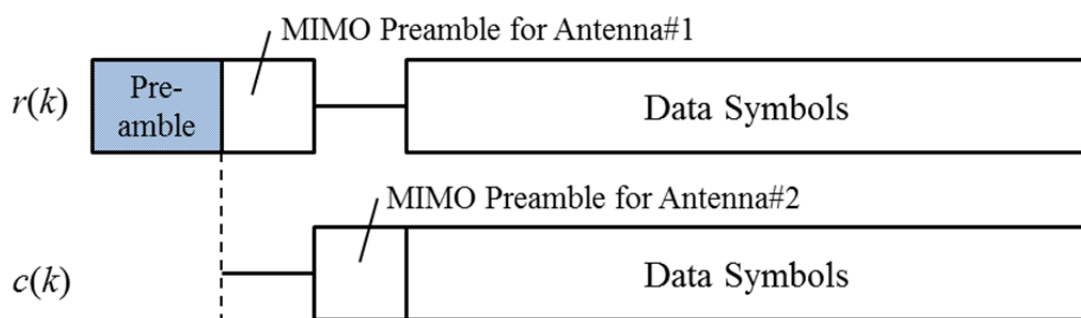 MIMO Preamble for Antenna#1
r(k)
Pre-
amble
Data Symbols
MIMO Preamble for Antenna#2
c(k)
Data Symbols